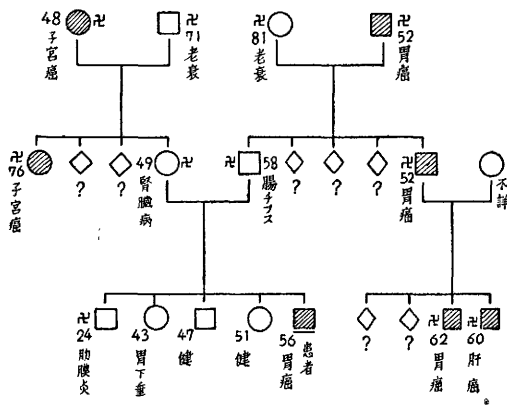 48 卍
子宮癌
卍
71
老衰
卍
81
老衰
卍
52
胃癌
卍
76
子宮癌
?
?
49 卍
腎臓病
卍 58
腸チフス
?
?
?
卍
52
胃癌
不詳
卍
24
肋膜炎
43
胃下垂
47
健
51
健
56
胃癌
患者
?
?
卍
62
胃癌
卍
60
肝癌